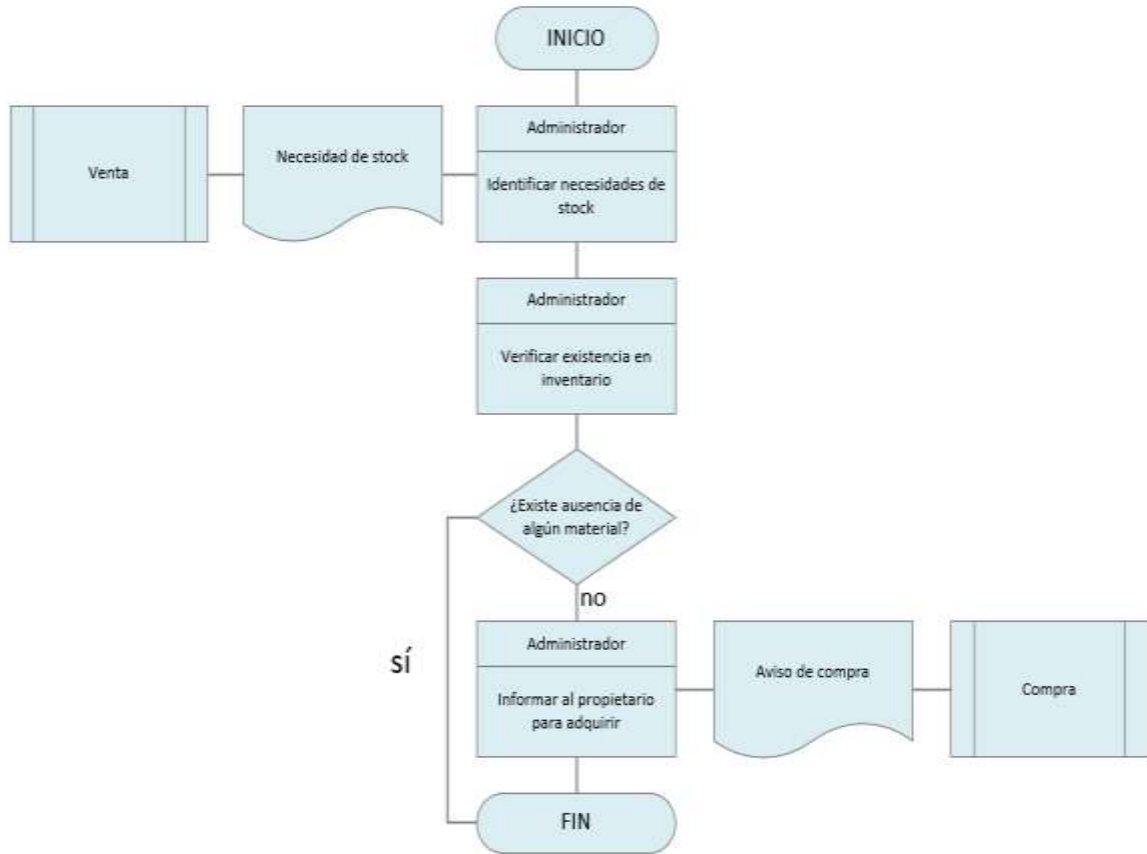 INICIO
Venta
Necesidad de stock
Administrador
Identificar necesidades de
stock
Administrador
Verificar existencia en
inventario
¿Existe ausencia de
algún material?
no
sí
Administrador
Informar al propietario
para adquirir
Aviso de compra
Compra
FIN